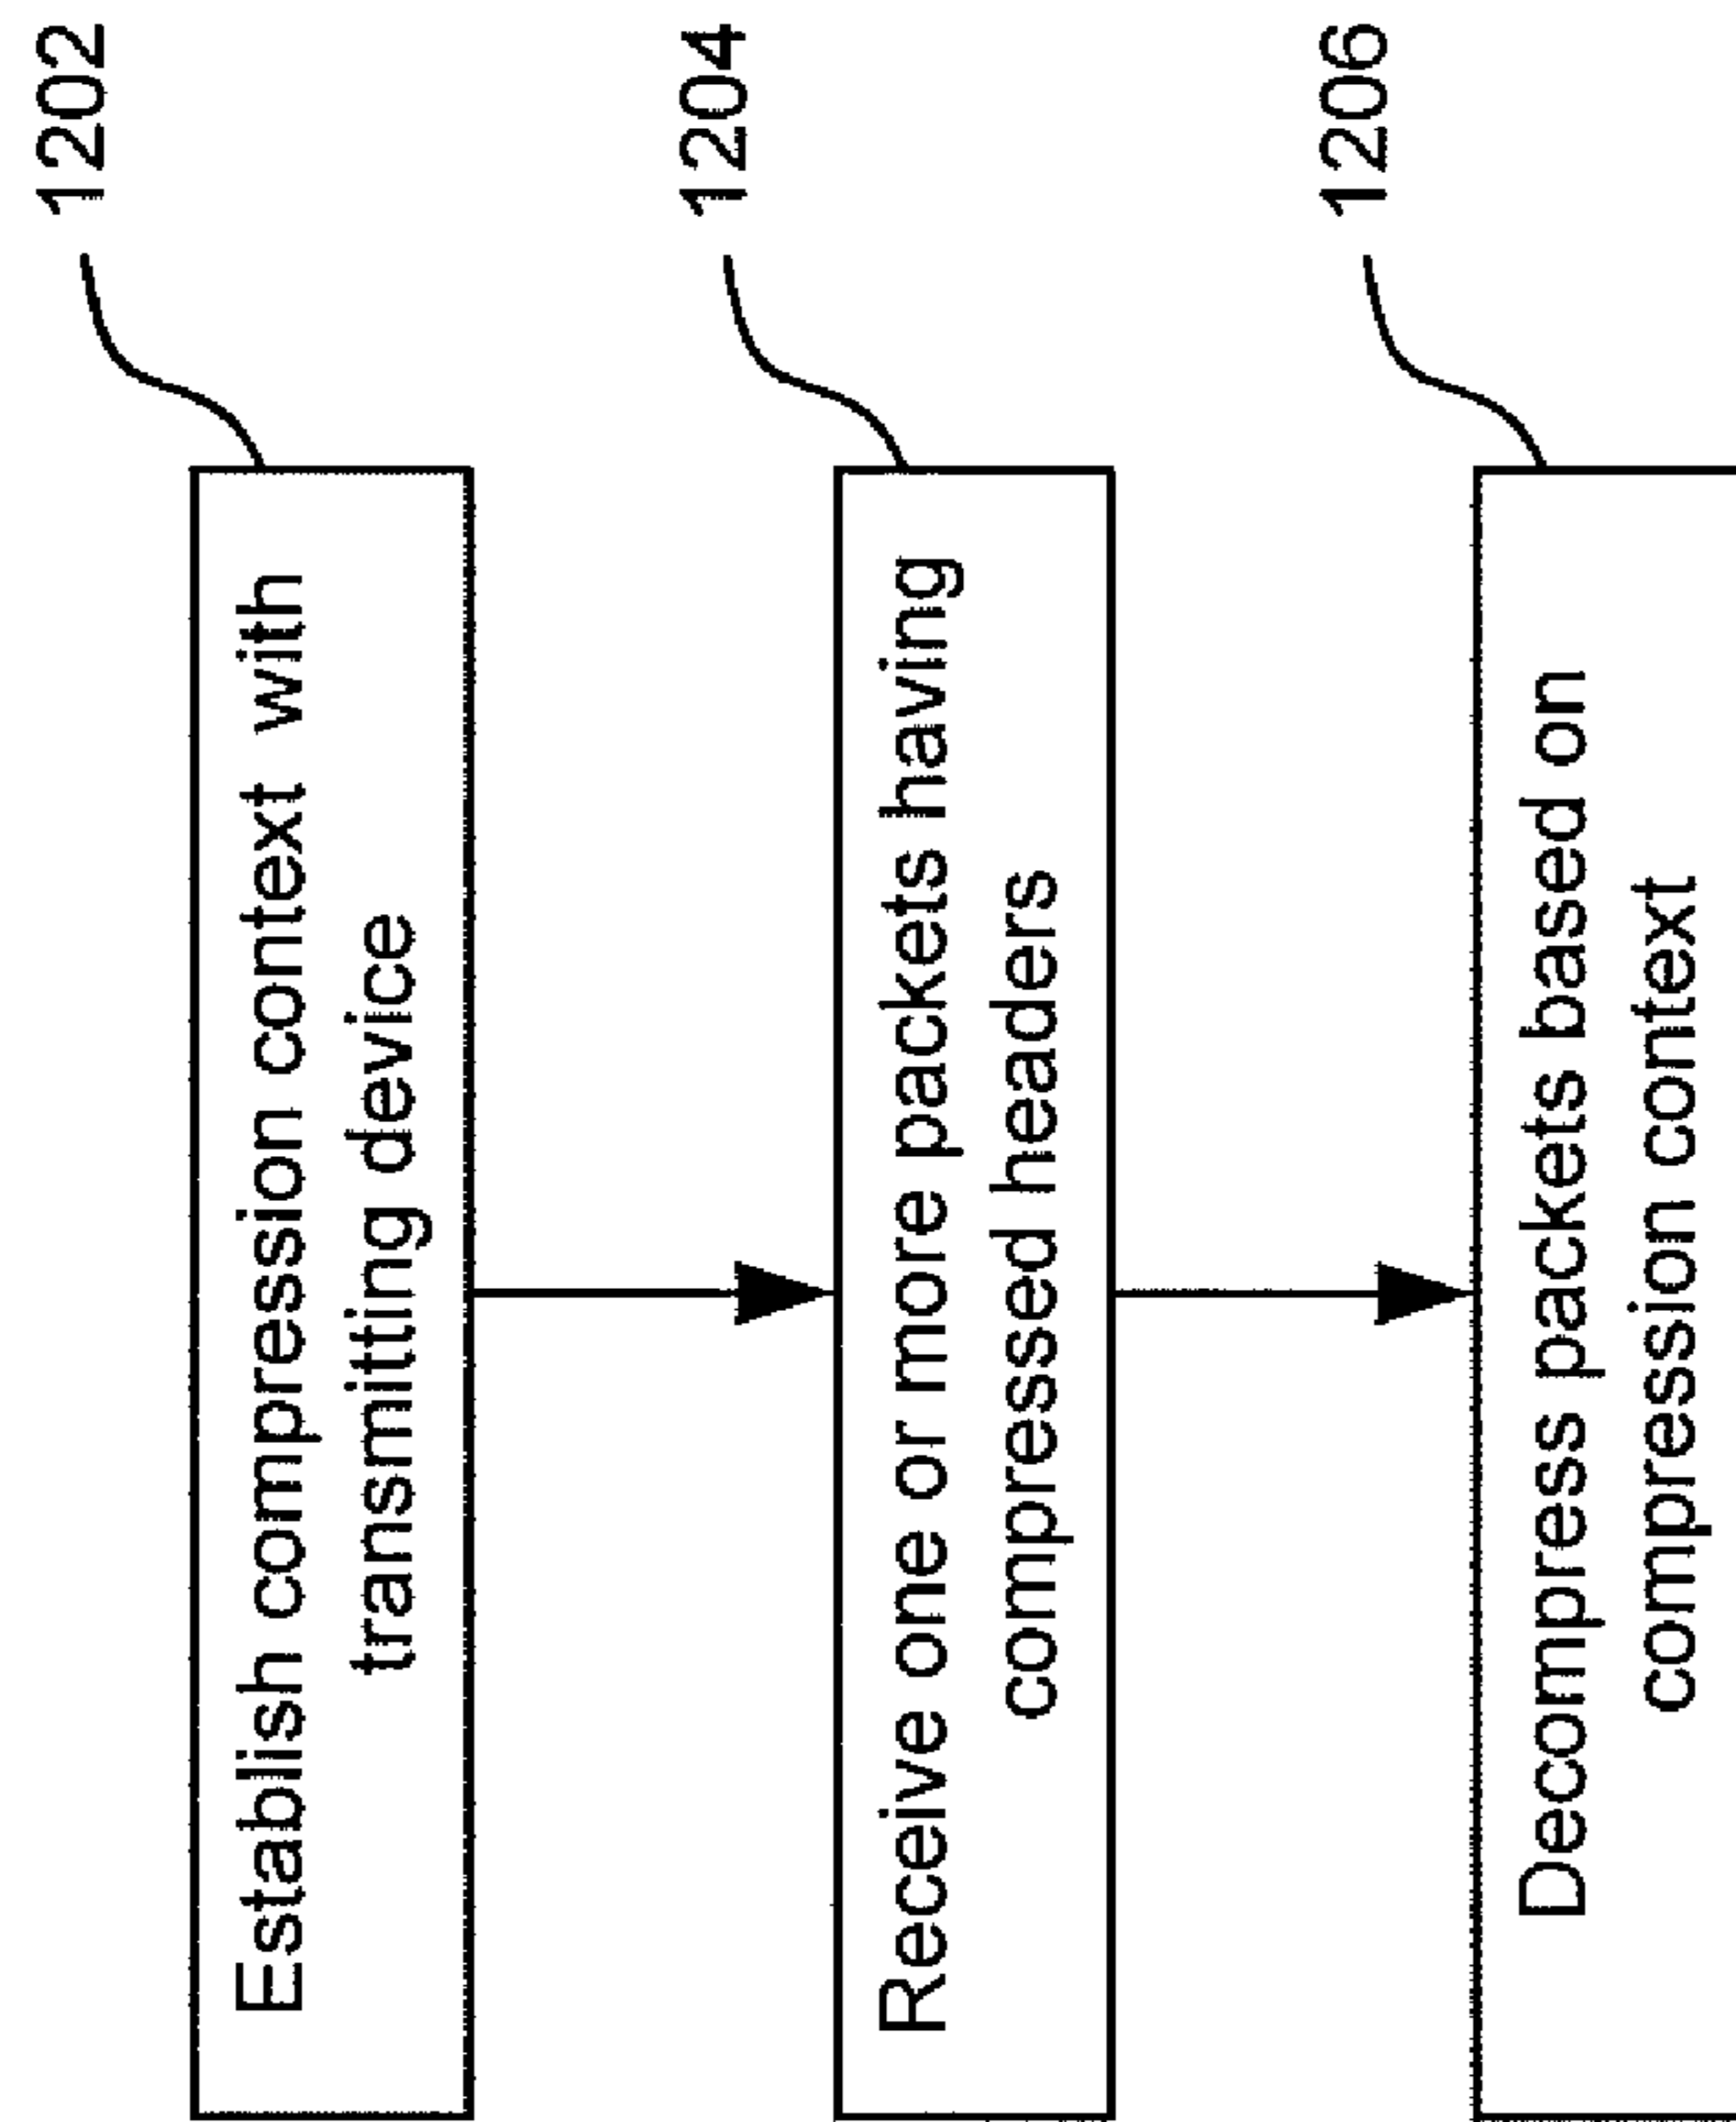 1202
Establish compression context with
transmitting device
1204
Receive one or more packets having
compressed headers
1206
Decompress packets based on
compression context